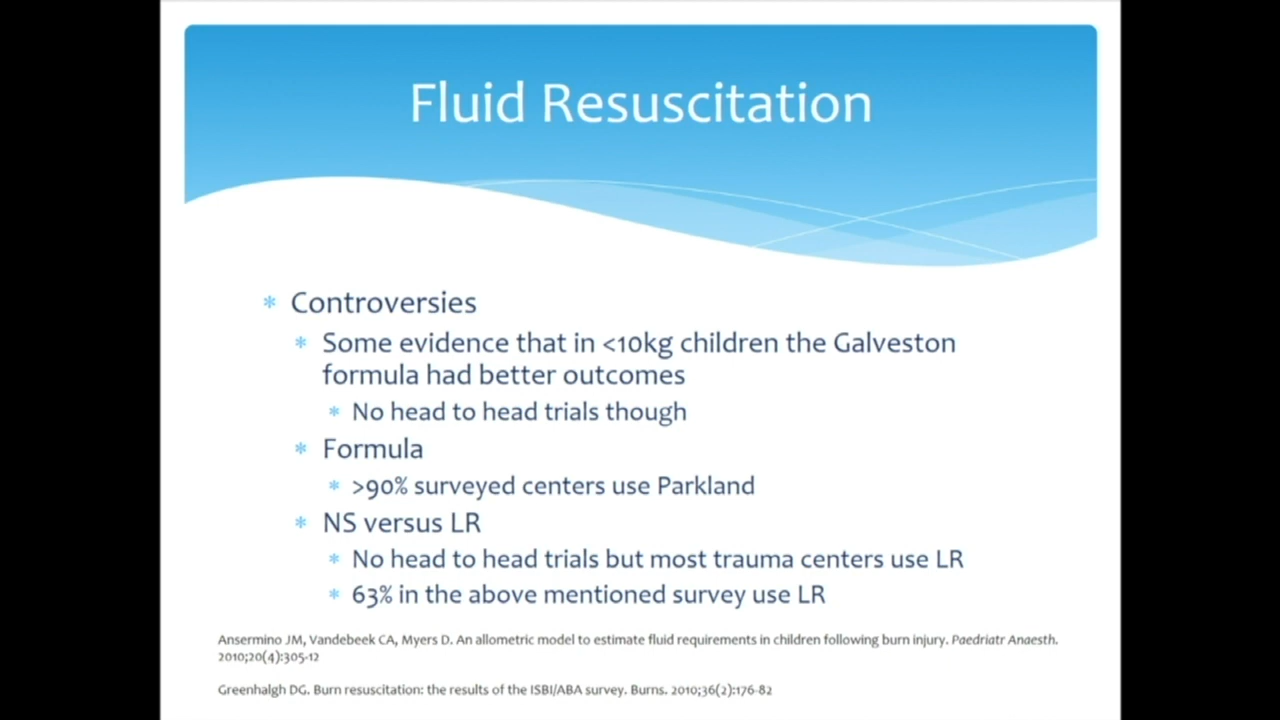 Fluid Resuscitation
* Controversies
* Some evidence that in <10kg children the Galveston
formula had better outcomes
* No head to head trials though
* Formula
* >90% surveyed centers use Parkland
* NS versus LR
* No head to head trials but most trauma centers use LR
* 63% in the above mentioned survey use LR
Ansermino JM, Vandebeek CA, Myers D. An allometric model to estimate fluid requirements in children following burn injury. Paedriatr Anaesth.
2010;20(4):305-12
Greenhalgh DG. Burn resuscitation: the results of the ISBI/ABA survey. Burns. 2010;36(2):176-82